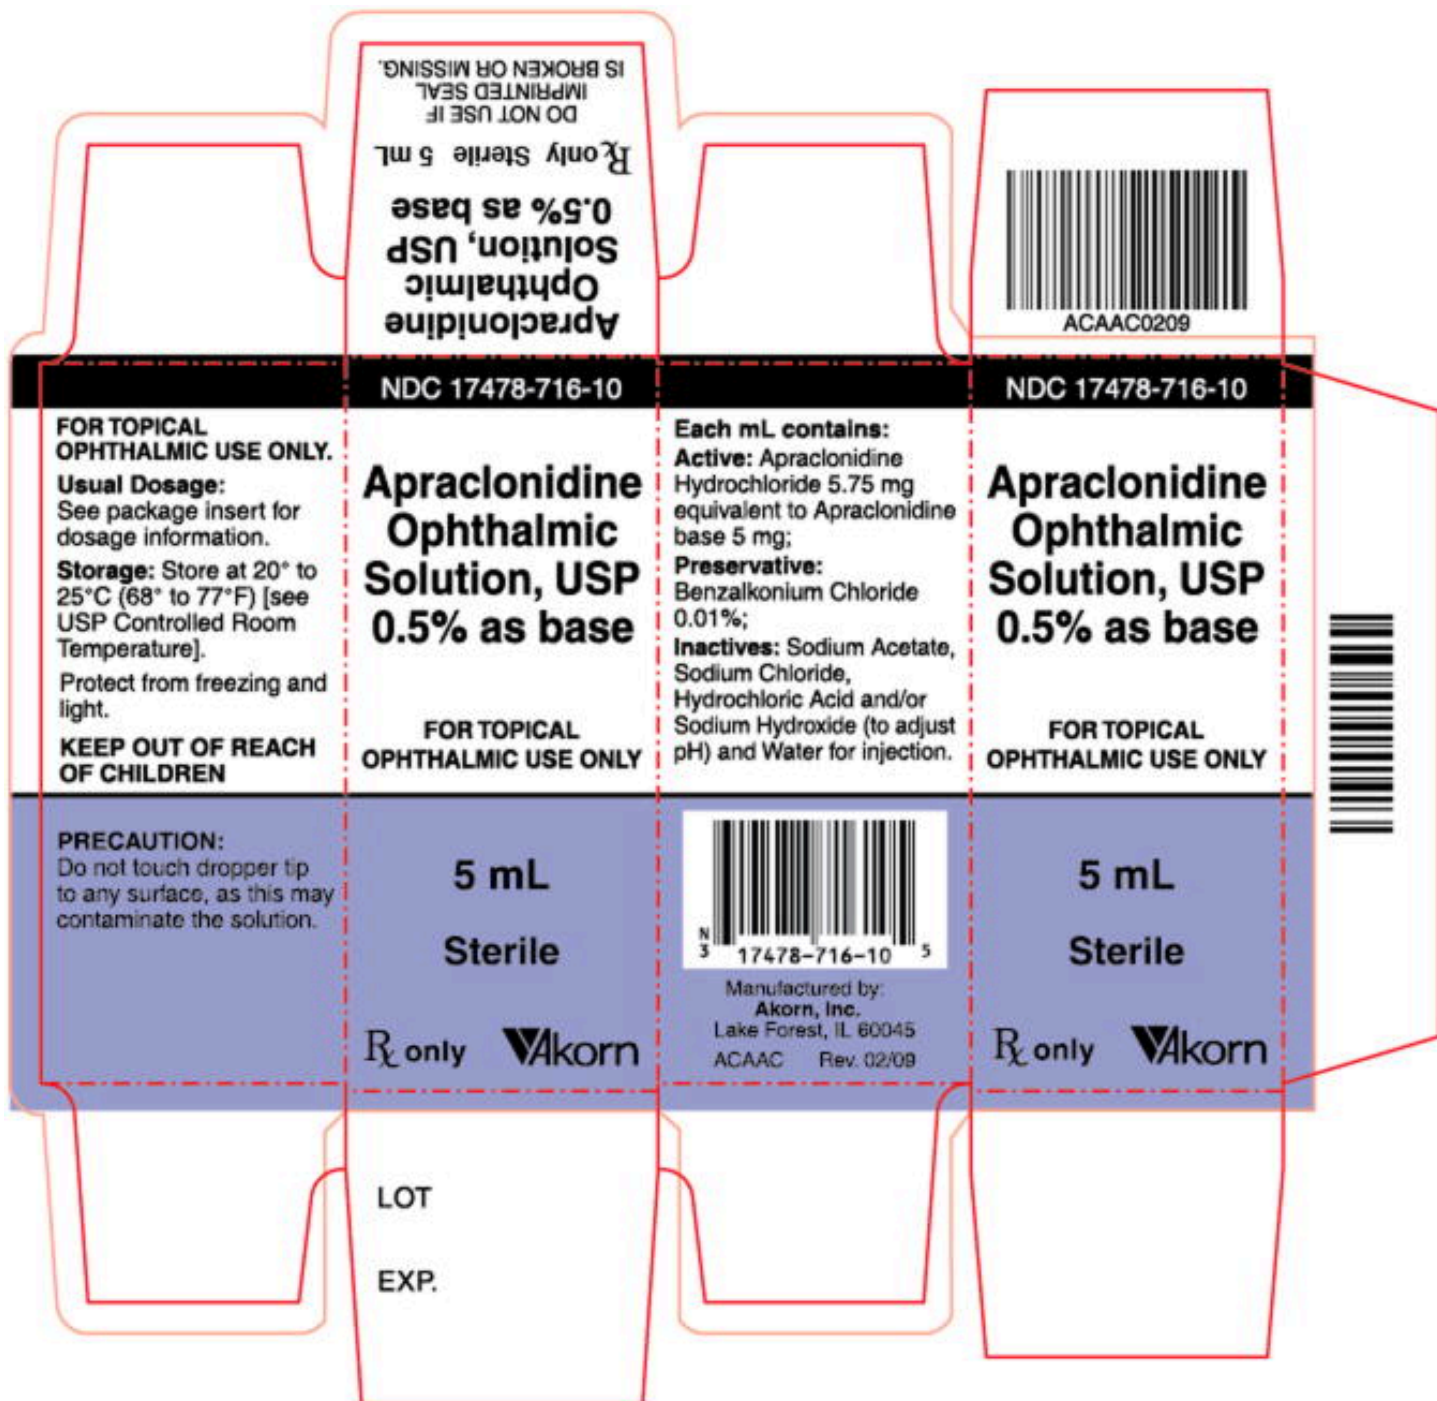 Apraclonidine
Ophthalmic
Solution, USP
0.5% as base
Rx only Sterile 5 mL
DO NOT USE IF
IMPRINTED SEAL
IS BROKEN OR MISSING.
ACAAC0209
FOR TOPICAL
OPHTHALMIC USE ONLY.
Usual Dosage:
See package insert for
dosage information.
Storage: Store at 20° to
25°C (68° to 77°F) [see
USP Controlled Room
Temperature].
Protect from freezing and
light.
KEEP OUT OF REACH
OF CHILDREN
PRECAUTION:
Do not touch dropper tip
to any surface, as this may
contaminate the solution.
NDC 17478-716-10
Apraclonidine
Ophthalmic
Solution, USP
0.5% as base
FOR TOPICAL
OPHTHALMIC USE ONLY
5 mL
Sterile
Rx only Akorn
Each mL contains:
Active: Apraclonidine
Hydrochloride 5.75 mg
equivalent to Apraclonidine
base 5 mg;
Preservative:
Benzalkonium Chloride
0.01%;
Inactives: Sodium Acetate,
Sodium Chloride,
Hydrochloric Acid and/or
Sodium Hydroxide (to adjust
pH) and Water for injection.
N
3 17478-716-10 5
Manufactured by:
Akorn, Inc.
Lake Forest, IL 60045
ACAAC Rev. 02/09
NDC 17478-716-10
Apraclonidine
Ophthalmic
Solution, USP
0.5% as base
FOR TOPICAL
OPHTHALMIC USE ONLY
5 mL
Sterile
Rx only Akorn
LOT
EXP.